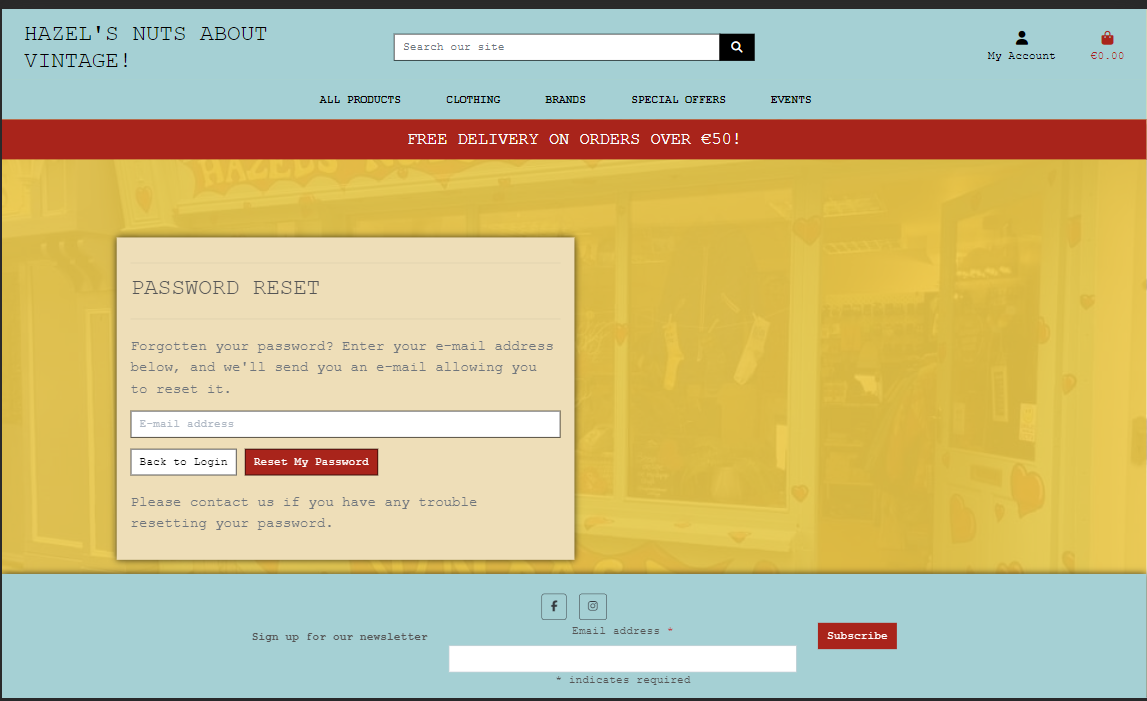 HAZEL'S NUTS ABOUT
VINTAGE!
Search our site
My Account
€0.00
ALL PRODUCTS
CLOTHING
BRANDS
SPECIAL OFFERS
EVENTS
FREE DELIVERY ON ORDERS OVER €50!
PASSWORD RESET
Forgotten your password? Enter your e-mail address
below, and we'll send you an e-mail allowing you
to reset it.
E-mail address
Back to Login
Reset My Password
Please contact us if you have any trouble
resetting your password.
Sign up for our newsletter
Email address *
Subscribe
* indicates required